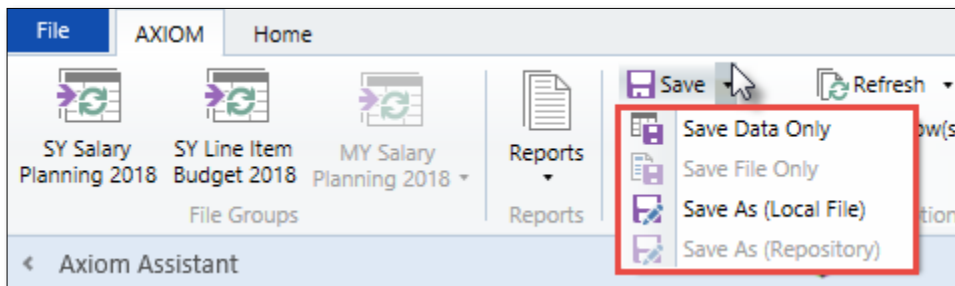 File AXIOM Home
Save Refresh
SY Salary Planning 2018
SY Line Item Budget 2018
MY Salary Planning 2018
Reports
File Groups
Reports
Save Data Only
Save File Only
Save As (Local File)
Save As (Repository)
Axiom Assistant